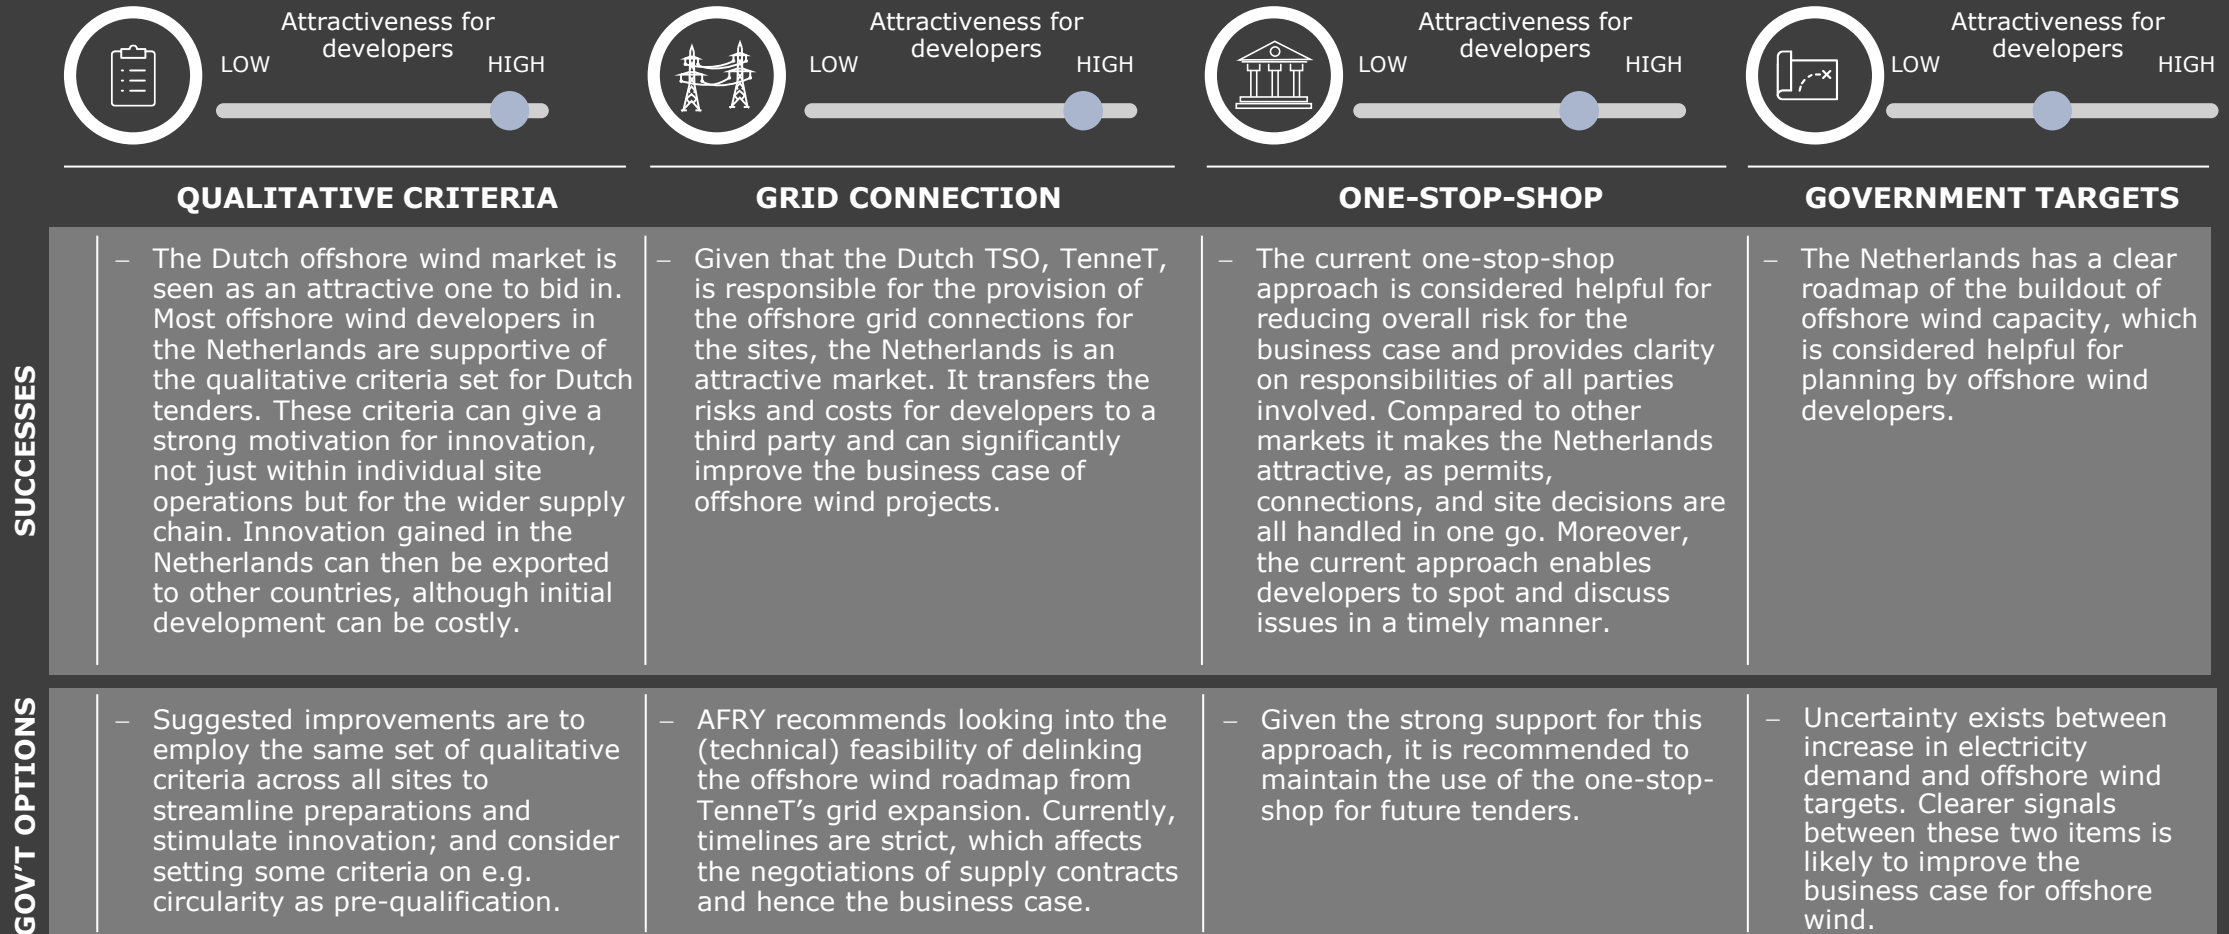 Attractiveness for
developers
LOW
HIGH
Attractiveness for
developers
LOW
HIGH
Attractiveness for
developers
LOW
HIGH
Attractiveness for
developers
LOW
HIGH
QUALITATIVE CRITERIA
GRID CONNECTION
ONE-STOP-SHOP
GOVERNMENT TARGETS
SUCCESSES
– The Dutch offshore wind market is
seen as an attractive one to bid in.
Most offshore wind developers in
the Netherlands are supportive of
the qualitative criteria set for Dutch
tenders. These criteria can give a
strong motivation for innovation,
not just within individual site
operations but for the wider supply
chain. Innovation gained in the
Netherlands can then be exported
to other countries, although initial
development can be costly.
– Given that the Dutch TSO, TenneT,
is responsible for the provision of
the offshore grid connections for
the sites, the Netherlands is an
attractive market. It transfers the
risks and costs for developers to a
third party and can significantly
improve the business case of
offshore wind projects.
– The current one-stop-shop
approach is considered helpful for
reducing overall risk for the
business case and provides clarity
on responsibilities of all parties
involved. Compared to other
markets it makes the Netherlands
attractive, as permits,
connections, and site decisions are
all handled in one go. Moreover,
the current approach enables
developers to spot and discuss
issues in a timely manner.
– The Netherlands has a clear
roadmap of the buildout of
offshore wind capacity, which
is considered helpful for
planning by offshore wind
developers.
GOV'T OPTIONS
– Suggested improvements are to
employ the same set of qualitative
criteria across all sites to
streamline preparations and
stimulate innovation; and consider
setting some criteria on e.g.
circularity as pre-qualification.
– AFRY recommends looking into the
(technical) feasibility of delinking
the offshore wind roadmap from
TenneT’s grid expansion. Currently,
timelines are strict, which affects
the negotiations of supply contracts
and hence the business case.
– Given the strong support for this
approach, it is recommended to
maintain the use of the one-stop-
shop for future tenders.
– Uncertainty exists between
increase in electricity
demand and offshore wind
targets. Clearer signals
between these two items is
likely to improve the
business case for offshore
wind.